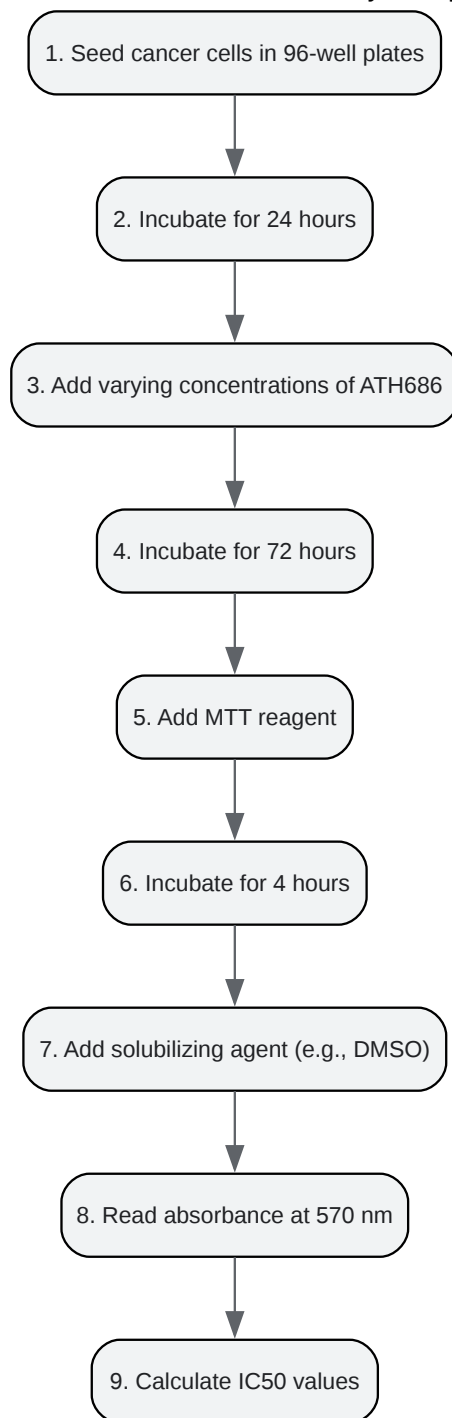 1. Seed cancer cells in 96-well plates
2. Incubate for 24 hours
3. Add varying concentrations of ATH686
4. Incubate for 72 hours
5. Add MTT reagent
6. Incubate for 4 hours
7. Add solubilizing agent (e.g., DMSO)
8. Read absorbance at 570 nm
9. Calculate IC50 values